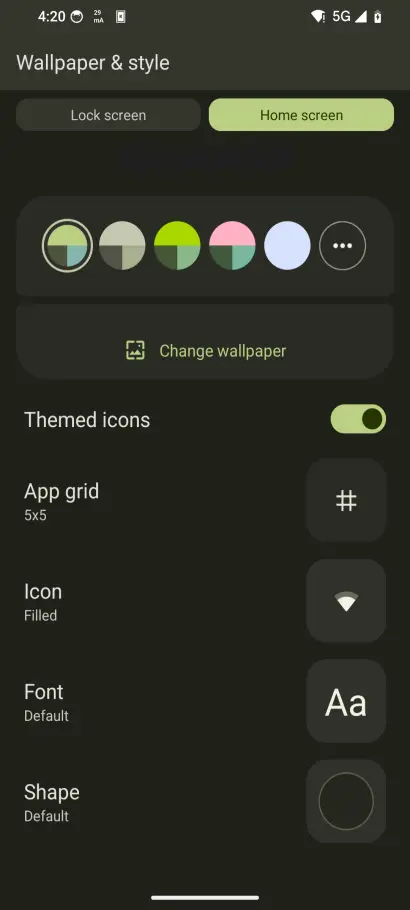 4:20 29 mA 5G
Wallpaper & style
Lock screen Home screen
Change wallpaper
Themed icons
App grid
5x5
Icon
Filled
Font
Default
Aa
Shape
Default